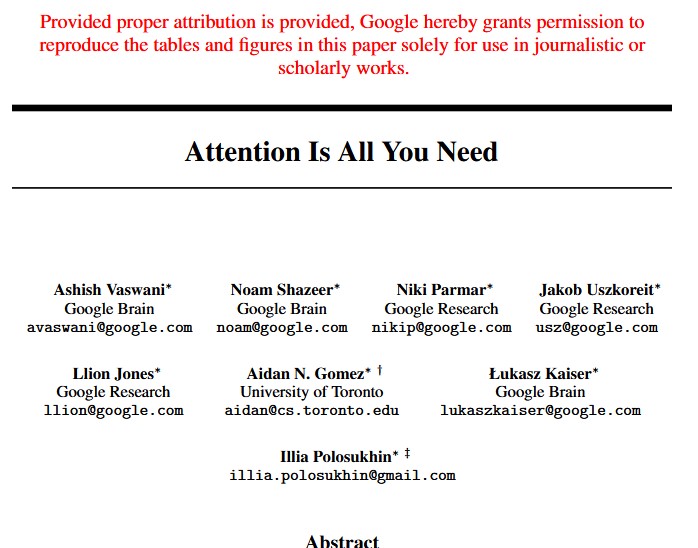 Provided proper attribution is provided, Google hereby grants permission to
reproduce the tables and figures in this paper solely for use in journalistic or
scholarly works.
Attention Is All You Need
Ashish Vaswani* Noam Shazeer* Niki Parmar* Jakob Uszkoreit*
Google Brain Google Brain Google Research Google Research
avaswani@google.com noam@google.com nikip@google.com usz@google.com
Llion Jones* Aidan N. Gomez* † Łukasz Kaiser*
Google Research University of Toronto Google Brain
llion@google.com aidan@cs.toronto.edu lukaszkaiser@google.com
Illia Polosukhin* ‡
illia.polosukhin@gmail.com
Abstract